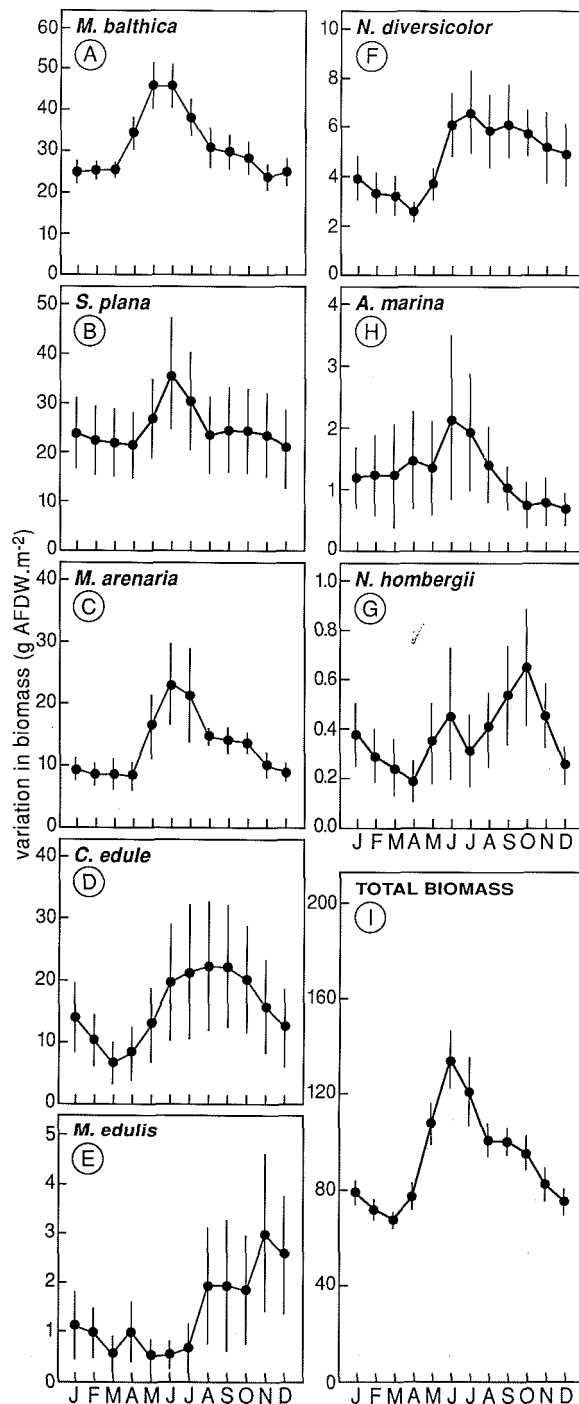 variation in biomass (g AFDW.m-2)
M. balthica
A
60
50
40
30
20
10
0
S. plana
B
50
40
30
20
10
0
M. arenaria
C
40
30
20
10
0
C. edule
D
40
30
20
10
0
M. edulis
E
5
4
3
2
1
0
J F M A M J J A S O N D
N. diversicolor
F
10
8
6
4
2
0
A. marina
H
4
3
2
1
0
N. hombergii
G
1.0
0.8
0.6
0.4
0.2
0.0
J F M A M J J A S O N D
TOTAL BIOMASS
I
200
160
120
80
40
0
J F M A M J J A S O N D